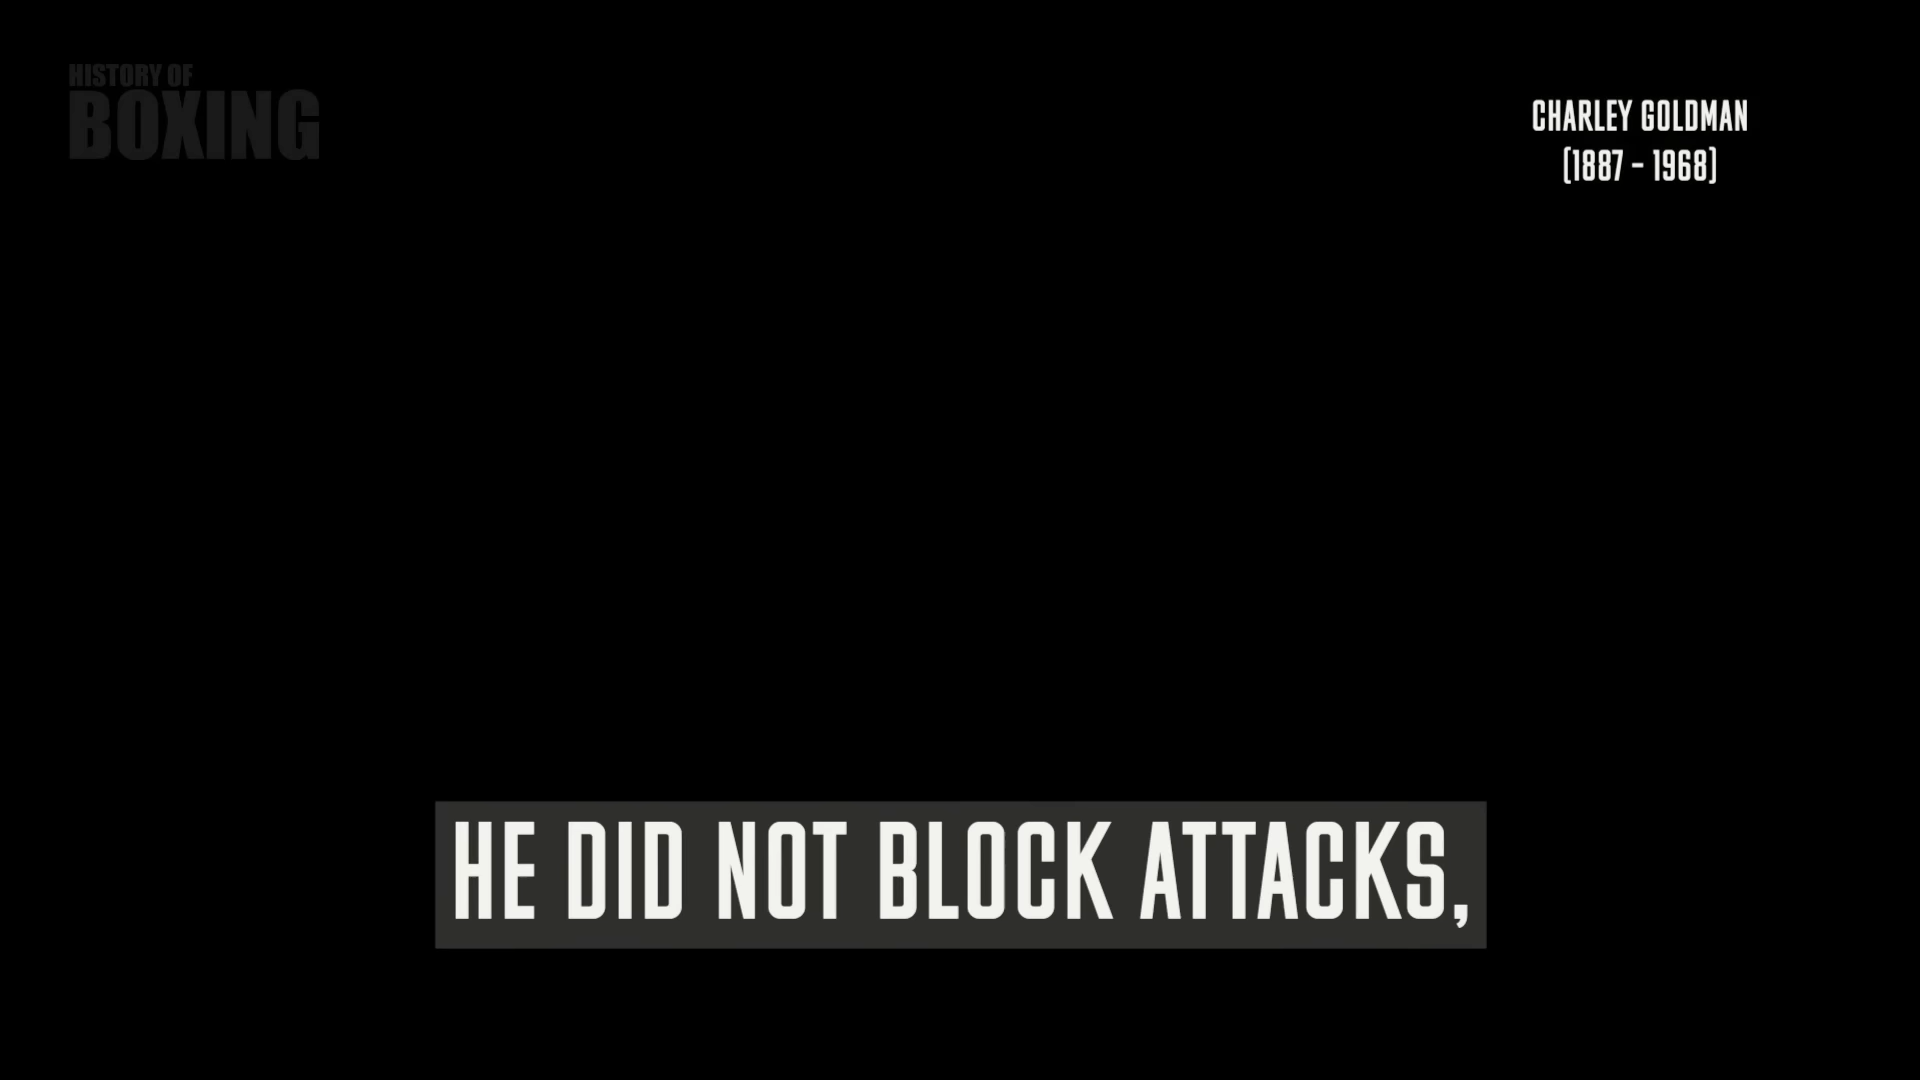 HISTORY OF
BOXING
CHARLEY GOLDMAN
(1887 - 1968)
HE DID NOT BLOCK ATTACKS,